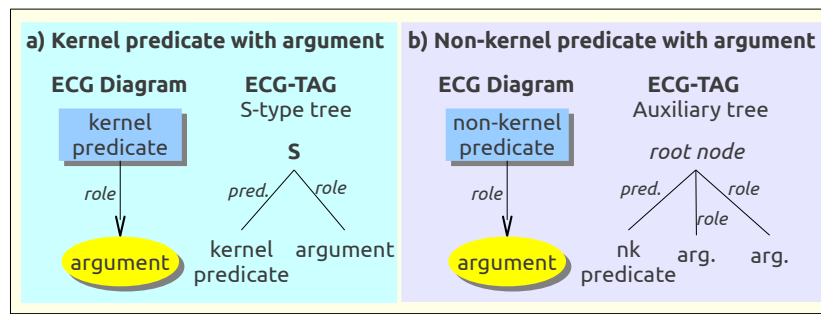 a) Kernel predicate with argument
ECG Diagram
kernel
predicate
role
argument
ECG-TAG
S-type tree
S
pred.
role
kernel
predicate
argument
b) Non-kernel predicate with argument
ECG Diagram
non-kernel
predicate
role
argument
ECG-TAG
Auxiliary tree
root node
pred.
role
role
nk
predicate
arg.
arg.